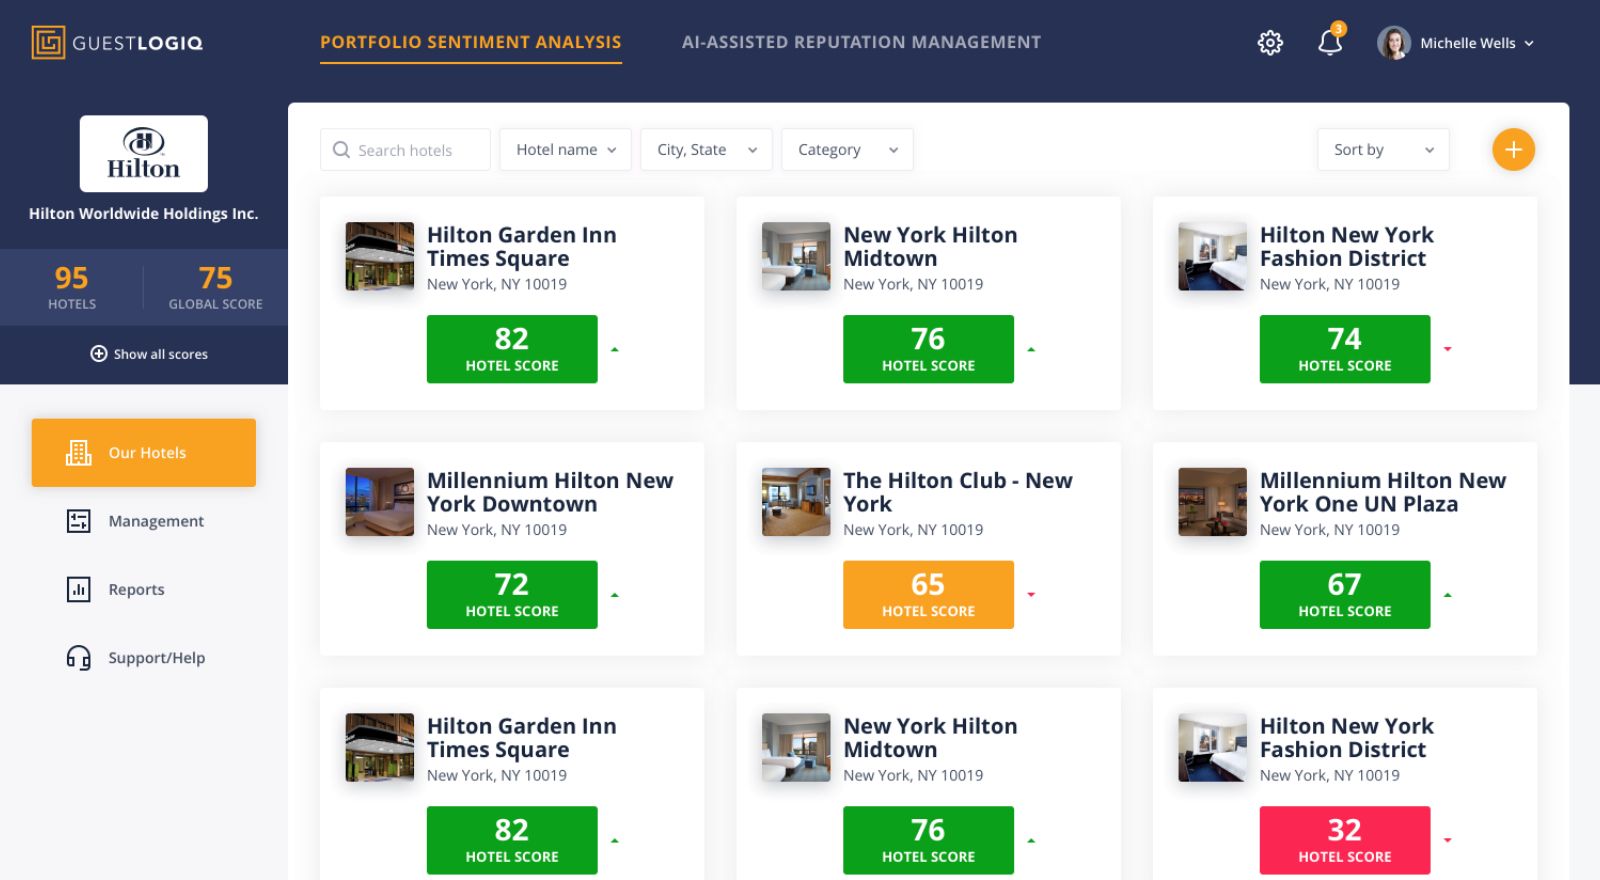 GUESTLOGIQ
PORTFOLIO SENTIMENT ANALYSIS
AI-ASSISTED REPUTATION MANAGEMENT
3
Michelle Wells
Hilton
Hilton Worldwide Holdings Inc.
95
HOTELS
75
GLOBAL SCORE
Show all scores
Our Hotels
Management
Reports
Support/Help
Search hotels
Hotel name
City, State
Category
Sort by
Hilton Garden Inn
Times Square
New York, NY 10019
82
HOTEL SCORE
New York Hilton
Midtown
New York, NY 10019
76
HOTEL SCORE
Hilton New York
Fashion District
New York, NY 10019
74
HOTEL SCORE
Millennium Hilton New
York Downtown
New York, NY 10019
72
HOTEL SCORE
The Hilton Club - New
York
New York, NY 10019
65
HOTEL SCORE
Millennium Hilton New
York One UN Plaza
New York, NY 10019
67
HOTEL SCORE
Hilton Garden Inn
Times Square
New York, NY 10019
82
HOTEL SCORE
New York Hilton
Midtown
New York, NY 10019
76
HOTEL SCORE
Hilton New York
Fashion District
New York, NY 10019
32
HOTEL SCORE